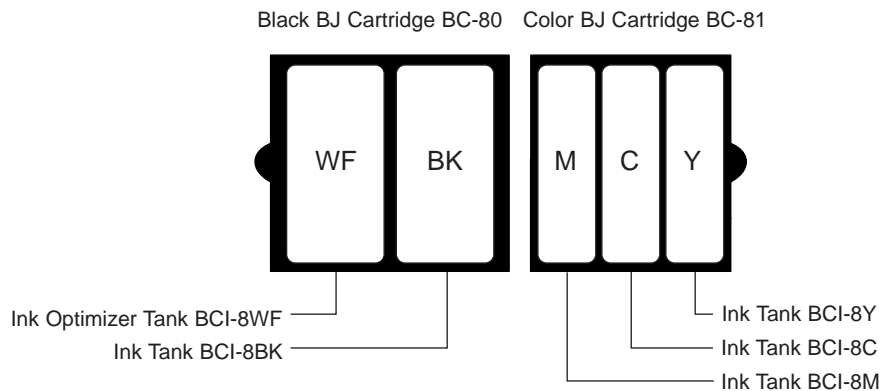 Black BJ Cartridge BC-80
Color BJ Cartridge BC-81
WF
BK
M
C
Y
Ink Optimizer Tank BCI-8WF
Ink Tank BCI-8BK
Ink Tank BCI-8Y
Ink Tank BCI-8C
Ink Tank BCI-8M